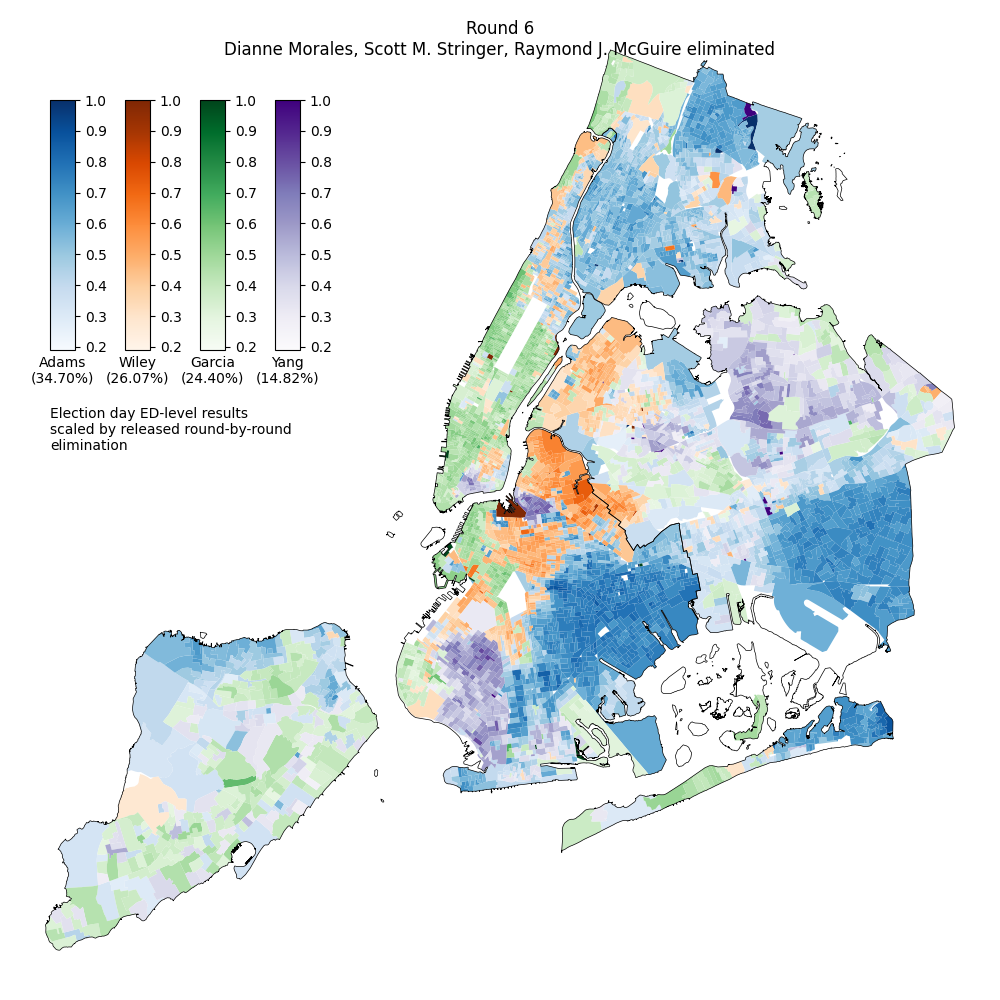 Round 6
Dianne Morales, Scott M. Stringer, Raymond J. McGuire eliminated
1.0 1.0 1.0 1.0
0.9 0.9 0.9 0.9
0.8 0.8 0.8 0.8
0.7 0.7 0.7 0.7
0.6 0.6 0.6 0.6
0.5 0.5 0.5 0.5
0.4 0.4 0.4 0.4
0.3 0.3 0.3 0.3
0.2 0.2 0.2 0.2
Adams Wiley Garcia Yang
(34.70%) (26.07%) (24.40%) (14.82%)
Election day ED-level results
scaled by released round-by-round
elimination